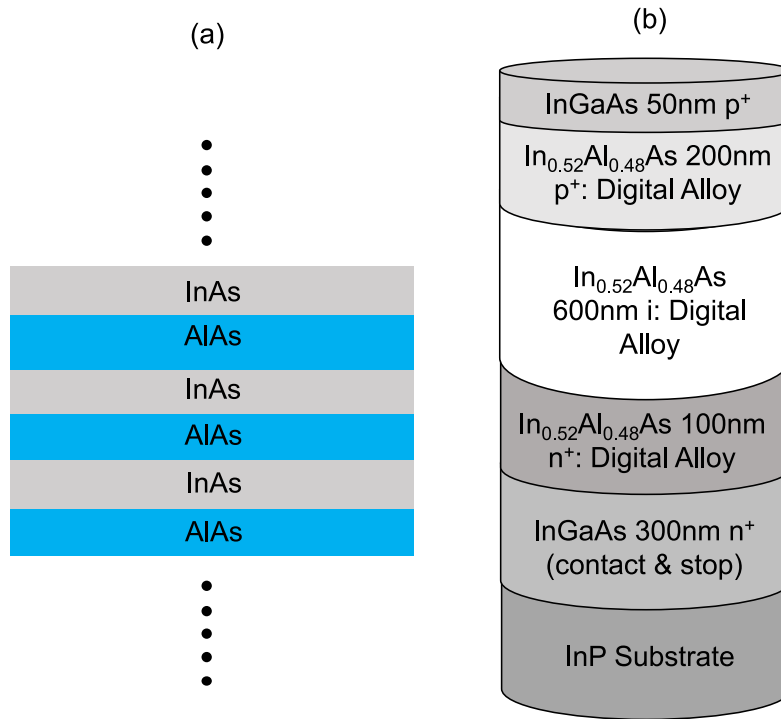 (a)
InAs
AlAs
InAs
AlAs
InAs
AlAs
(b)
InGaAs 50nm p⁺
In₀.₅₂Al₀.₄₈As 200nm
p⁺: Digital Alloy
In₀.₅₂Al₀.₄₈As
600nm i: Digital
Alloy
In₀.₅₂Al₀.₄₈As 100nm
n⁺: Digital Alloy
InGaAs 300nm n⁺
(contact & stop)
InP Substrate